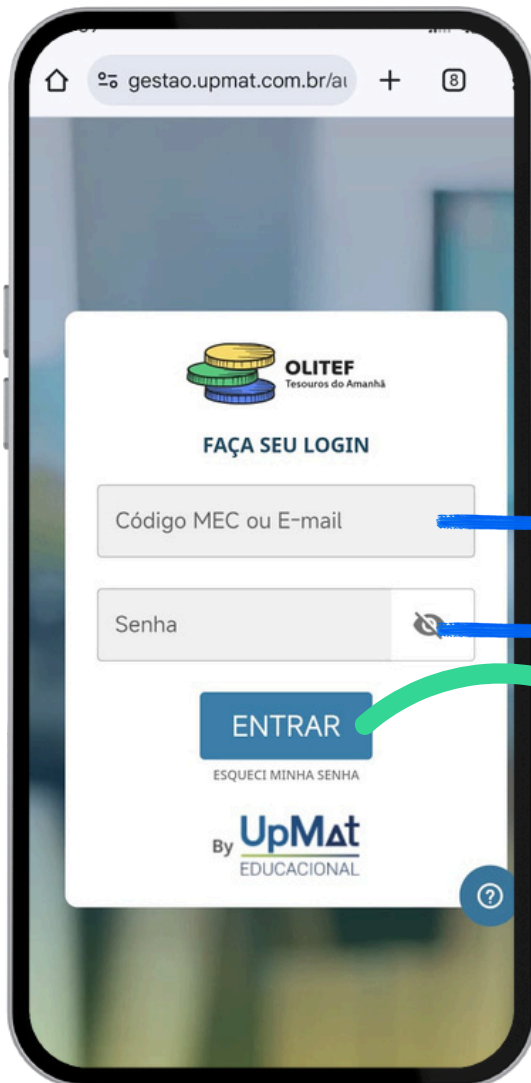 gestao.upmat.com.br/au
8
OLITEF
Tesouros do Amanhã
FAÇA SEU LOGIN
Código MEC ou E-mail
Senha
ENTRAR
ESQUECI MINHA SENHA
By UpMat
EDUCACIONAL
?